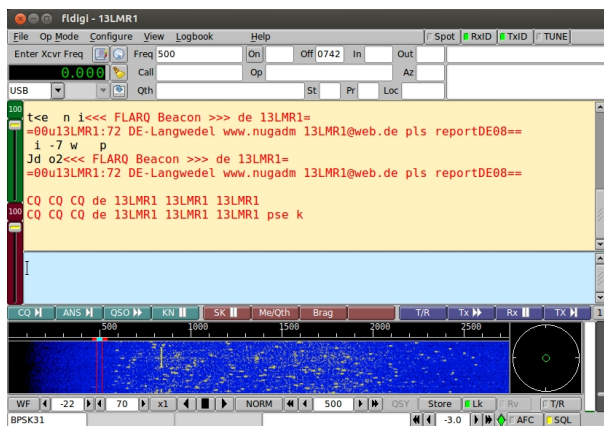 fldigi - 13LMR1
File Op Mode Configure View Logbook Help Spot RxID TxID TUNE
Enter Xcvr Freq Freq 500 On Off 0742 In Out
0.000 Call Op Az
USB Qth St Pr Loc
100
t<e n i<<< FLARQ Beacon >>> de 13LMR1=
=00u13LMR1:72 DE-Langwedel www.nugadm 13LMR1@web.de pls reportDE08==
i -7 w p
Jd o2<<< FLARQ Beacon >>> de 13LMR1=
=00u13LMR1:72 DE-Langwedel www.nugadm 13LMR1@web.de pls reportDE08==
CQ CQ CQ de 13LMR1 13LMR1 13LMR1
100 CQ CQ CQ de 13LMR1 13LMR1 13LMR1 pse k
CQ ANS QSO KN SK Me/Qth Brag T/R Tx Rx TX 1
500 1000 1500 2000 2500
WF -22 70 x1 NORM 500 QSY Store Lk Rv T/R
BPSK31 -3.0 AFC SQL